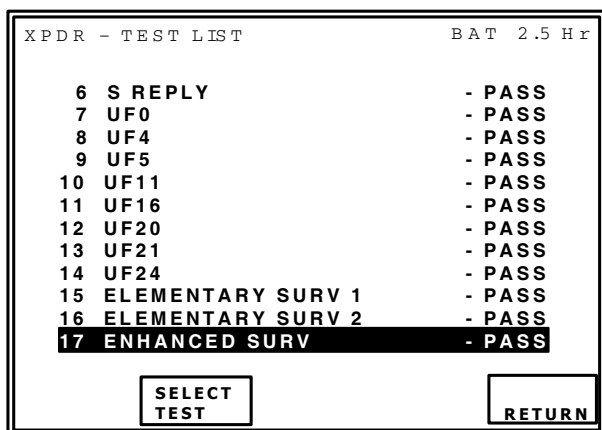 XPDR - TEST LIST BAT 2.5 Hr
6 S REPLY - PASS
7 UF0 - PASS
8 UF4 - PASS
9 UF5 - PASS
10 UF11 - PASS
11 UF16 - PASS
12 UF20 - PASS
13 UF21 - PASS
14 UF24 - PASS
15 ELEMENTARY SURV 1 - PASS
16 ELEMENTARY SURV 2 - PASS
17 ENHANCED SURV - PASS
SELECT
TEST
RETURN